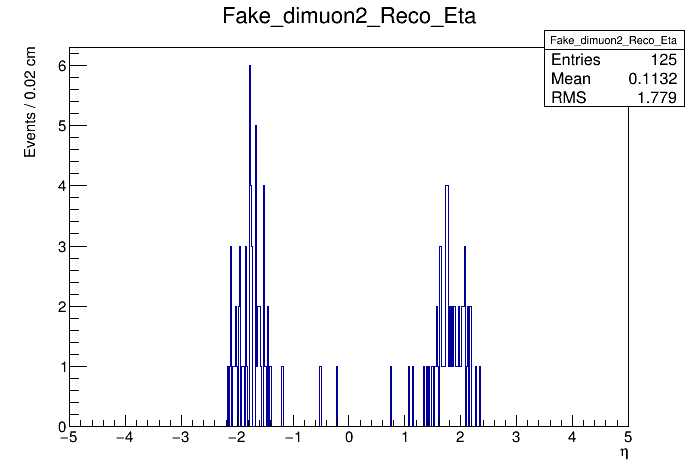 Fake_dimuon2_Reco_Eta
Fake_dimuon2_Reco_Eta
Entries 125
Mean 0.1132
RMS 1.779
Events / 0.02 cm
6
5
4
3
2
1
0
−5 −4 −3 −2 −1 0 1 2 3 4 5
η